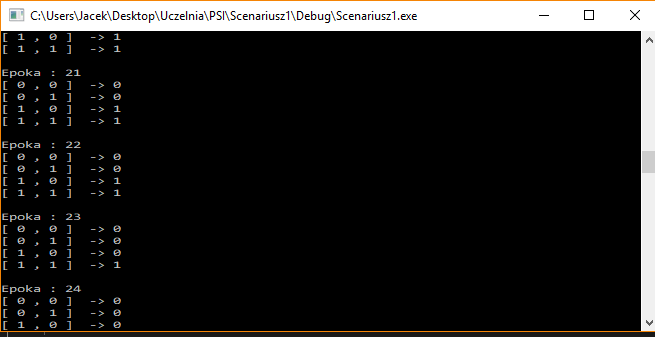 C:\Users\Jacek\Desktop\Uczelnia\PSI\Scenariusz1\Debug\Scenariusz1.exe
[ 1 , 0 ]  -> 1
[ 1 , 1 ]  -> 1
Epoka : 21
[ 0 , 0 ]  -> 0
[ 0 , 1 ]  -> 0
[ 1 , 0 ]  -> 1
[ 1 , 1 ]  -> 1
Epoka : 22
[ 0 , 0 ]  -> 0
[ 0 , 1 ]  -> 0
[ 1 , 0 ]  -> 1
[ 1 , 1 ]  -> 1
Epoka : 23
[ 0 , 0 ]  -> 0
[ 0 , 1 ]  -> 0
[ 1 , 0 ]  -> 0
[ 1 , 1 ]  -> 1
Epoka : 24
[ 0 , 0 ]  -> 0
[ 0 , 1 ]  -> 0
[ 1 , 0 ]  -> 0